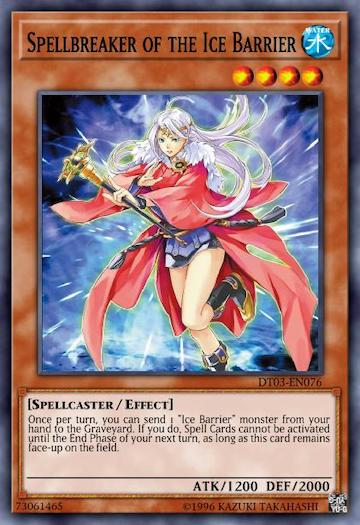 Spellbreaker of the Ice Barrier
WATER
水
DT03-EN076
[Spellcaster / Effect]
Once per turn, you can send 1 "Ice Barrier" monster from
your hand to the Graveyard. If you do, Spell Cards cannot be activated
until the End Phase of your next turn, as long as this card remains
face-up on the field.
ATK/1200 DEF/2000
73061465
©1996 KAZUKI TAKAHASHI